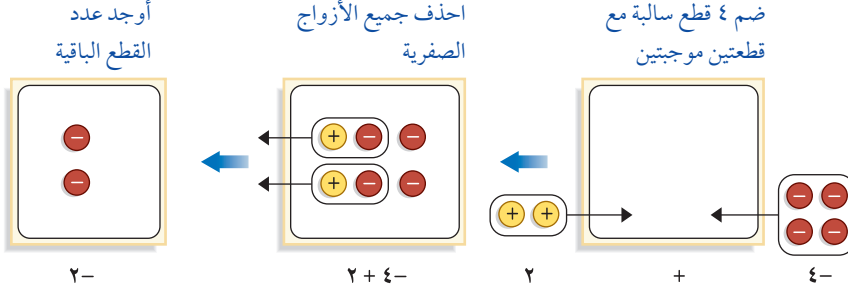 ضم ٤ قطع سالبة مع
قطعتين موجبتين
احذف جميع الأزواج
الصفرية
أوجد عدد
القطع الباقية
− −
− −
+ +
+ − −
+ − −
−
−
−٤ + ٢
−٤ + ٢
−٢